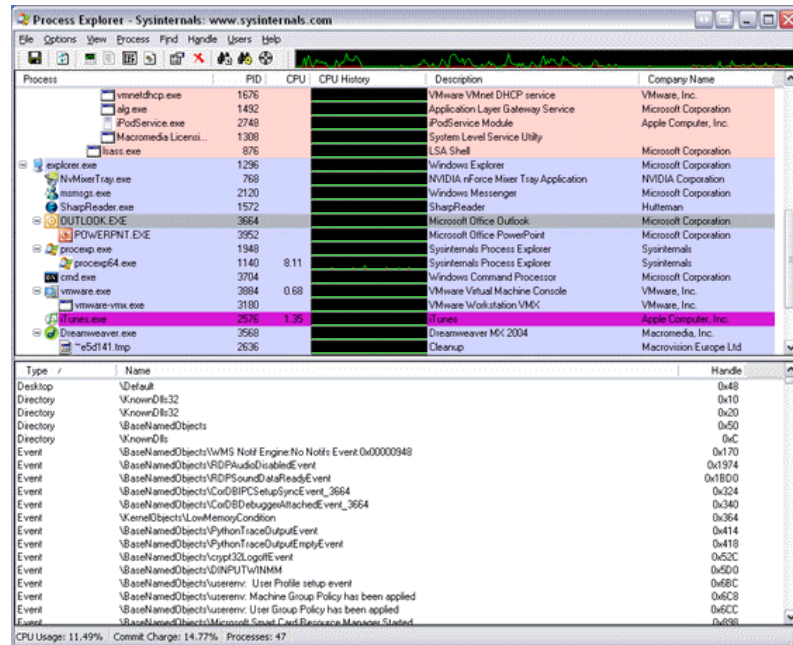 Process Explorer - Sysinternals: www.sysinternals.com
File Options View Process Find Handle Users Help
Process PID CPU CPU History Description Company Name
vmnetdhcp.exe 1676 VMware VMnet DHCP service VMware, Inc.
alg.exe 1492 Application Layer Gateway Service Microsoft Corporation
iPodService.exe 2748 iPodService Module Apple Computer, Inc.
Macromedia Licensi... 1308 System Level Service Utility
lsass.exe 876 LSA Shell Microsoft Corporation
explorer.exe 1296 Windows Explorer Microsoft Corporation
NvMixerTray.exe 768 NVIDIA nForce Mixer Tray Application NVIDIA Corporation
msmsgs.exe 2120 Windows Messenger Microsoft Corporation
SharpReader.exe 1572 SharpReader Hutteman
OUTLOOK.EXE 3664 Microsoft Office Outlook Microsoft Corporation
POWERPNT.EXE 3952 Microsoft Office PowerPoint Microsoft Corporation
procexp.exe 1948 Sysinternals Process Explorer Sysinternals
procexp64.exe 1140 8.11 Sysinternals Process Explorer Sysinternals
cmd.exe 3704 Windows Command Processor Microsoft Corporation
vmware.exe 3884 0.68 VMware Virtual Machine Console VMware, Inc.
vmware-vmx.exe 3180 VMware Workstation VMX VMware, Inc.
iTunes.exe 2576 1.35 iTunes Apple Computer, Inc.
Dreamweaver.exe 3568 Dreamweaver MX 2004 Macromedia, Inc.
~e5d141.tmp 2636 Cleanup Macrovision Europe Ltd.
Type / Name Handle
Desktop \Default 0x48
Directory \KnownDlls32 0x10
Directory \KnownDlls32 0x20
Directory \BaseNamedObjects 0x50
Directory \KnownDlls 0xC
Event \BaseNamedObjects\WMS Notif Engine:No Notifs Event:0x00000948 0x170
Event \BaseNamedObjects\RDPAudioDisabledEvent 0x1974
Event \BaseNamedObjects\RDPSoundDataReadyEvent 0x1BD0
Event \BaseNamedObjects\CorDBIPCSetupSyncEvent_3664 0x324
Event \BaseNamedObjects\CorDBDebuggerAttachedEvent_3664 0x340
Event \KernelObjects\LowMemoryCondition 0x364
Event \BaseNamedObjects\PythonTraceOutputEvent 0x414
Event \BaseNamedObjects\PythonTraceOutputEmptyEvent 0x418
Event \BaseNamedObjects\crypt32LogoffEvent 0x52C
Event \BaseNamedObjects\DINPUTWINMM 0x5D0
Event \BaseNamedObjects\userenv: User Profile setup event 0x6BC
Event \BaseNamedObjects\userenv: Machine Group Policy has been applied 0x6C8
Event \BaseNamedObjects\userenv: User Group Policy has been applied 0x6CC
Event \BaseNamedObjects\Microsoft Smart Card Resource Manager Started 0x898
CPU Usage: 11.49% Commit Charge: 14.77% Processes: 47